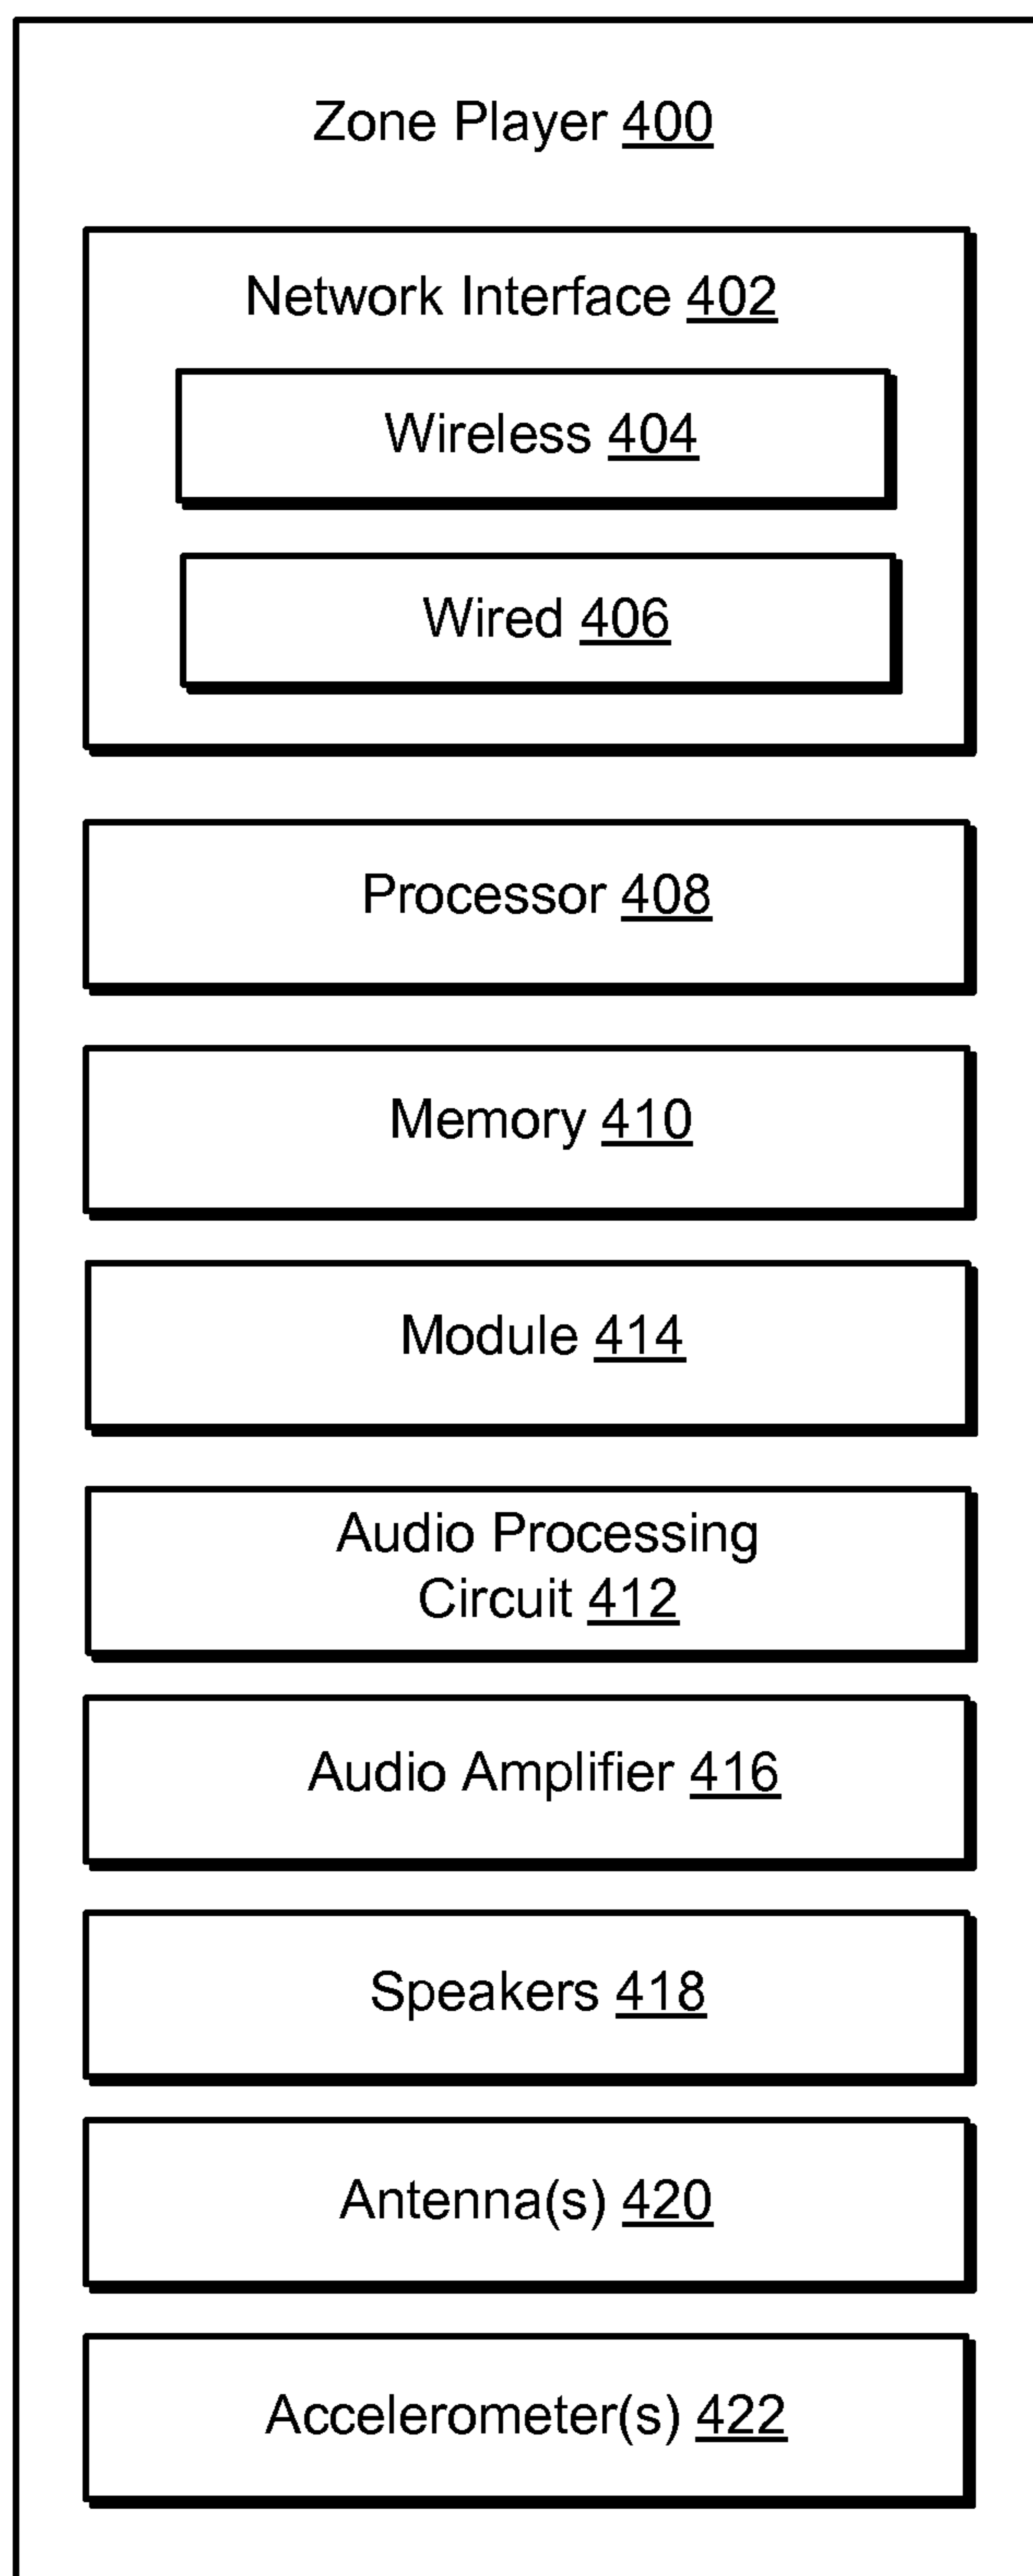 Zone Player 400
Network Interface 402
Wireless 404
Wired 406
Processor 408
Memory 410
Module 414
Audio Processing
Circuit 412
Audio Amplifier 416
Speakers 418
Antenna(s) 420
Accelerometer(s) 422